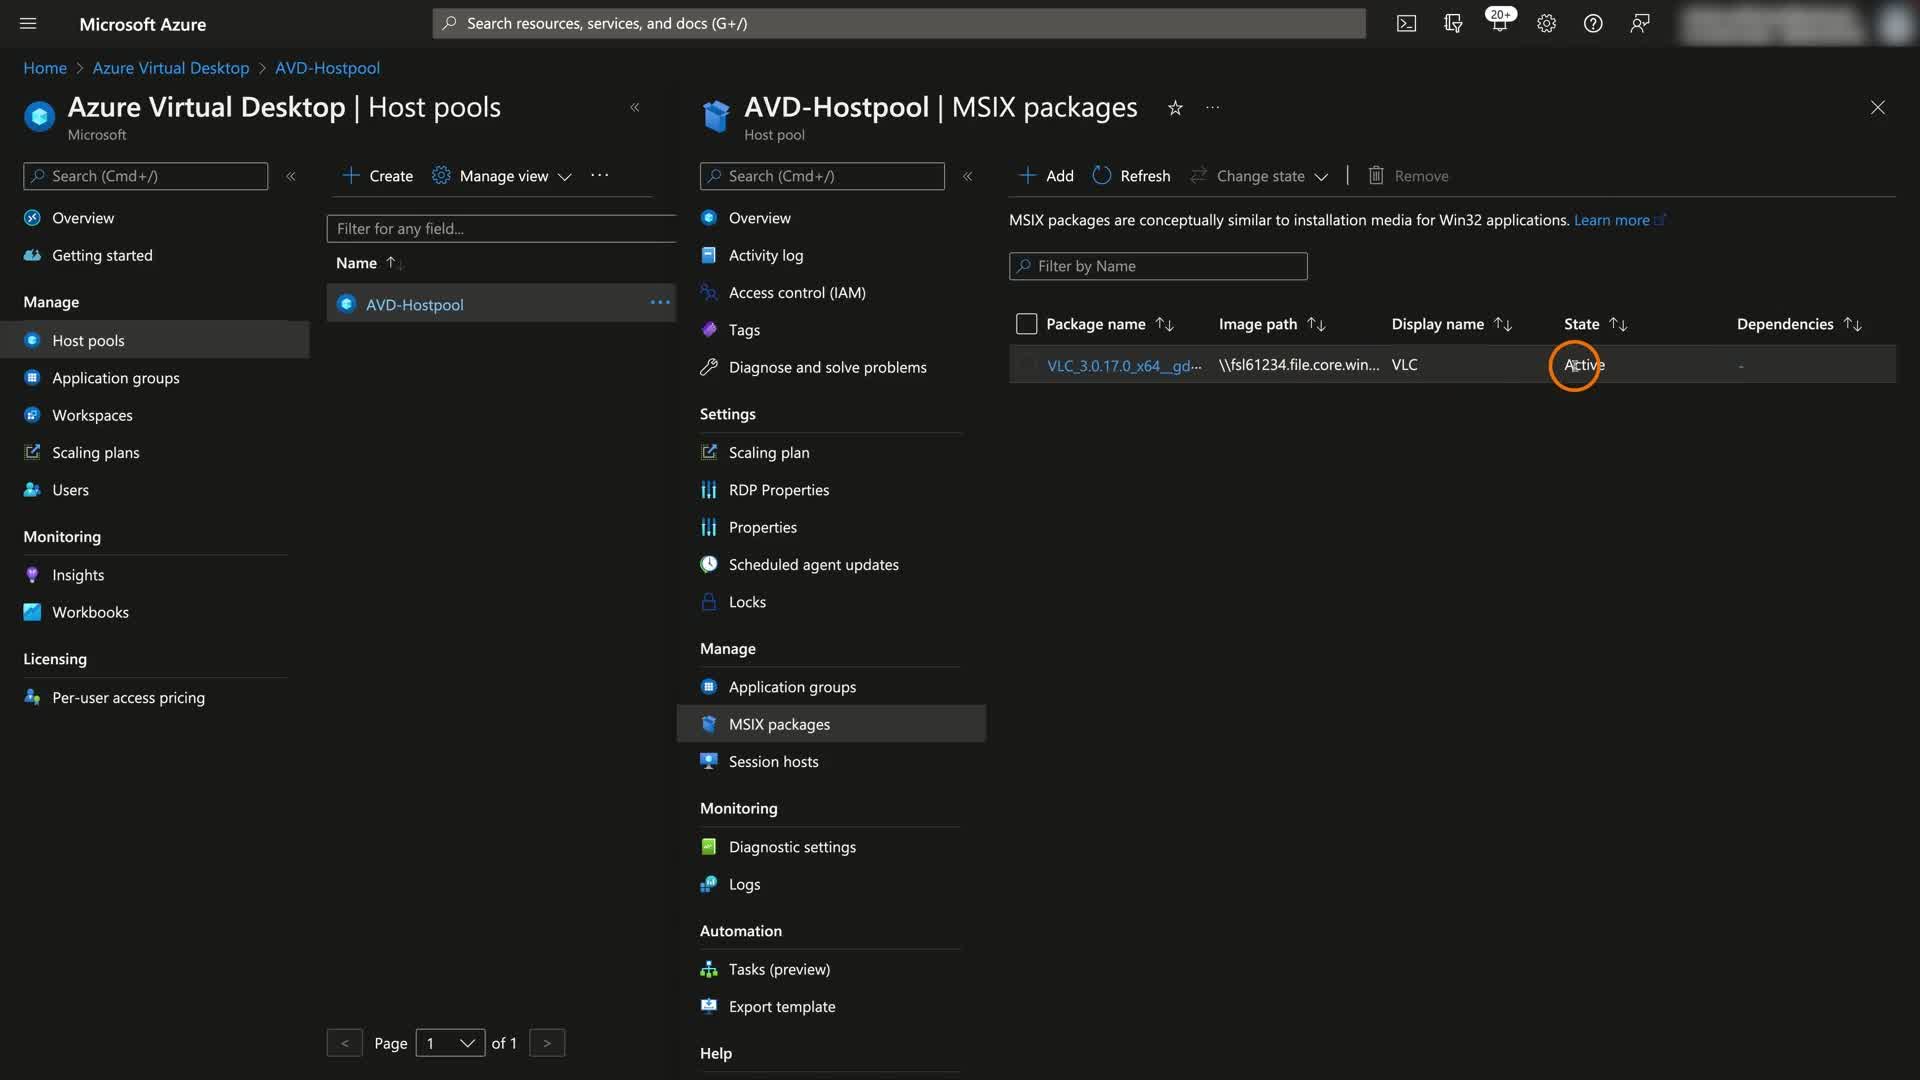 Microsoft Azure
Search resources, services, and docs (G+/)
20+
Home > Azure Virtual Desktop > AVD-Hostpool
Azure Virtual Desktop | Host pools
Microsoft
Search (Cmd+/)
Overview
Getting started
Manage
Host pools
Application groups
Workspaces
Scaling plans
Users
Monitoring
Insights
Workbooks
Licensing
Per-user access pricing
Create
Manage view
Filter for any field...
Name
AVD-Hostpool
< Page 1 of 1 >
AVD-Hostpool | MSIX packages
Host pool
Search (Cmd+/)
Overview
Activity log
Access control (IAM)
Tags
Diagnose and solve problems
Settings
Scaling plan
RDP Properties
Properties
Scheduled agent updates
Locks
Manage
Application groups
MSIX packages
Session hosts
Monitoring
Diagnostic settings
Logs
Automation
Tasks (preview)
Export template
Help
Add Refresh Change state | Remove
MSIX packages are conceptually similar to installation media for Win32 applications. Learn more
Filter by Name
Package name Image path Display name State Dependencies
VLC_3.0.17.0_x64__gd... \\fsl61234.file.core.win... VLC Active -